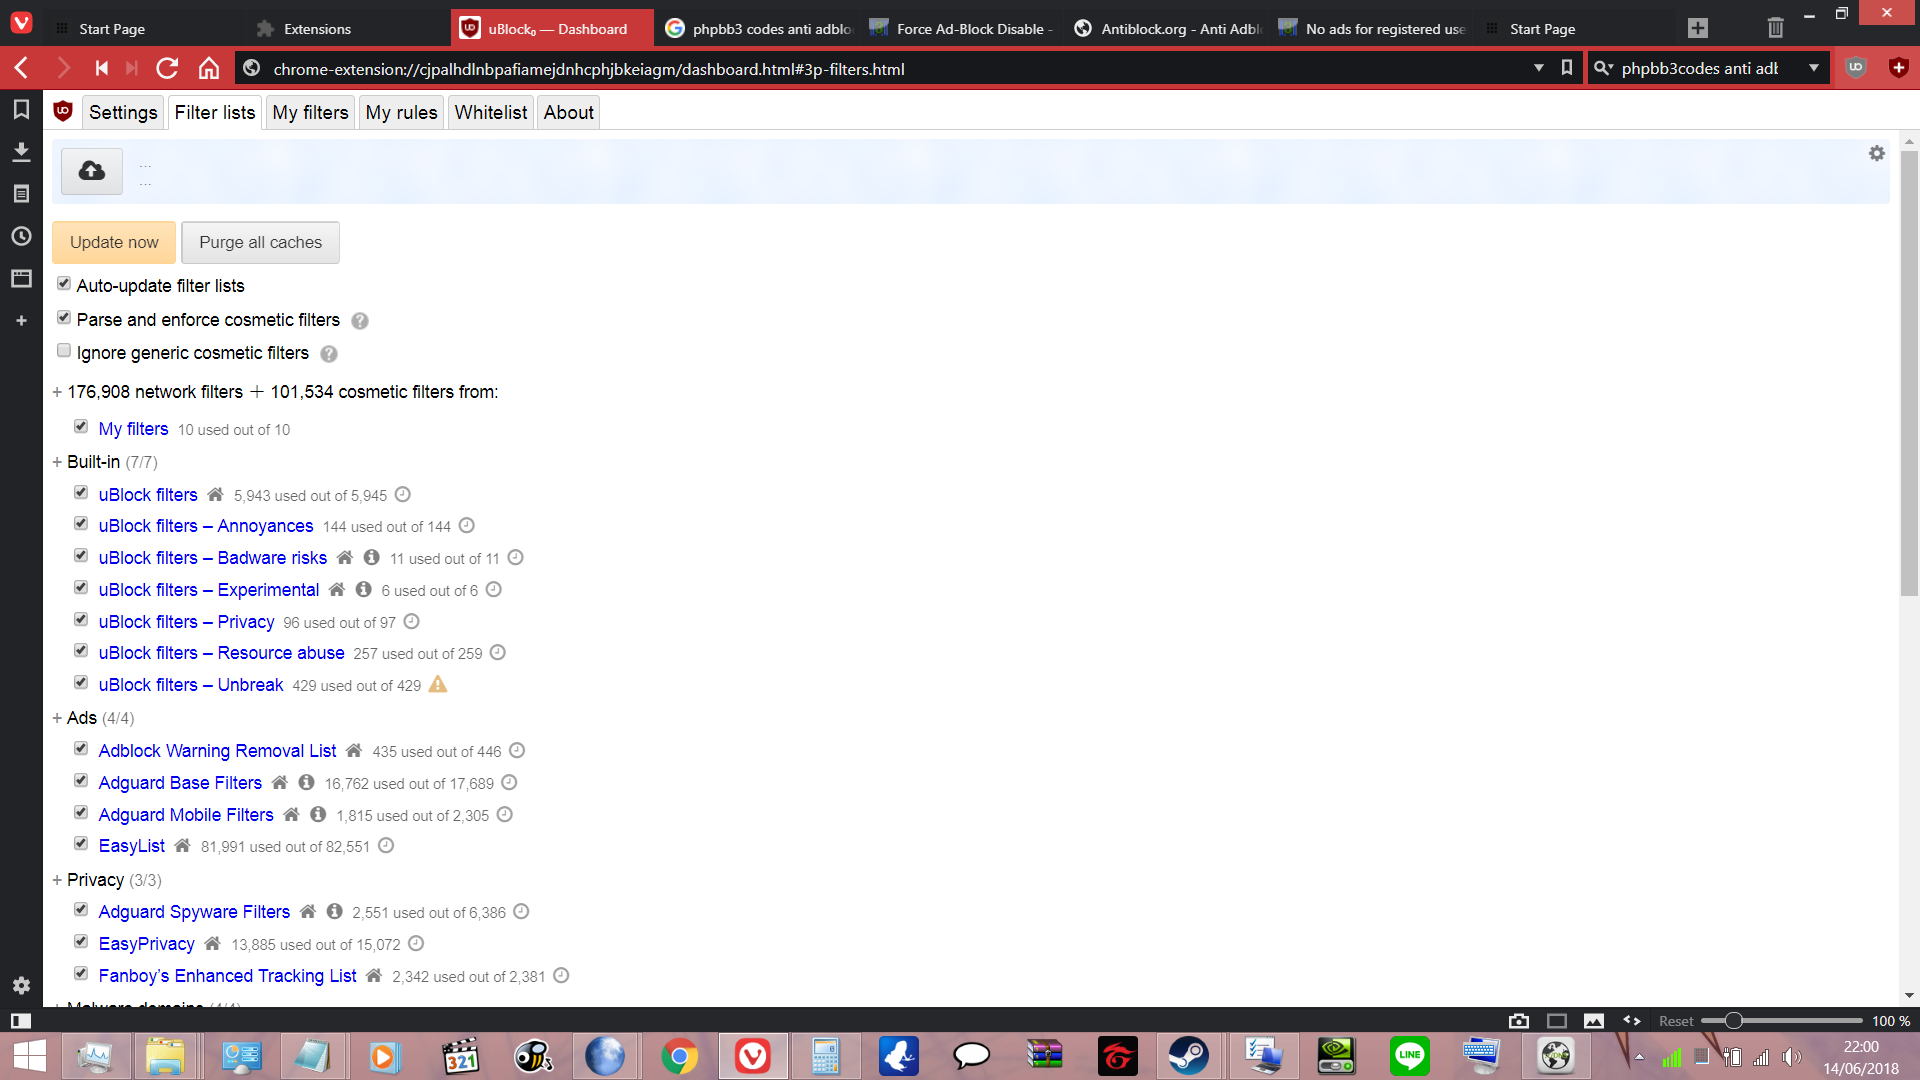 Start Page
Extensions
uBlock₀ — Dashboard
phpbb3 codes anti adblo
Force Ad-Block Disable -
Antiblock.org - Anti Adbl
No ads for registered use
Start Page
chrome-extension://cjpalhdlnbpafiamejdnhcphjbkeiagm/dashboard.html#3p-filters.html
phpbb3codes anti adb
Settings
Filter lists
My filters
My rules
Whitelist
About
...
...
Update now
Purge all caches
Auto-update filter lists
Parse and enforce cosmetic filters
Ignore generic cosmetic filters
+ 176,908 network filters + 101,534 cosmetic filters from:
My filters 10 used out of 10
+ Built-in (7/7)
uBlock filters 5,943 used out of 5,945
uBlock filters – Annoyances 144 used out of 144
uBlock filters – Badware risks 11 used out of 11
uBlock filters – Experimental 6 used out of 6
uBlock filters – Privacy 96 used out of 97
uBlock filters – Resource abuse 257 used out of 259
uBlock filters – Unbreak 429 used out of 429
+ Ads (4/4)
Adblock Warning Removal List 435 used out of 446
Adguard Base Filters 16,762 used out of 17,689
Adguard Mobile Filters 1,815 used out of 2,305
EasyList 81,991 used out of 82,551
+ Privacy (3/3)
Adguard Spyware Filters 2,551 used out of 6,386
EasyPrivacy 13,885 used out of 15,072
Fanboy’s Enhanced Tracking List 2,342 used out of 2,381
+ Malware domains (4/4)
Reset
100 %
321
LINE
22:00
14/06/2018